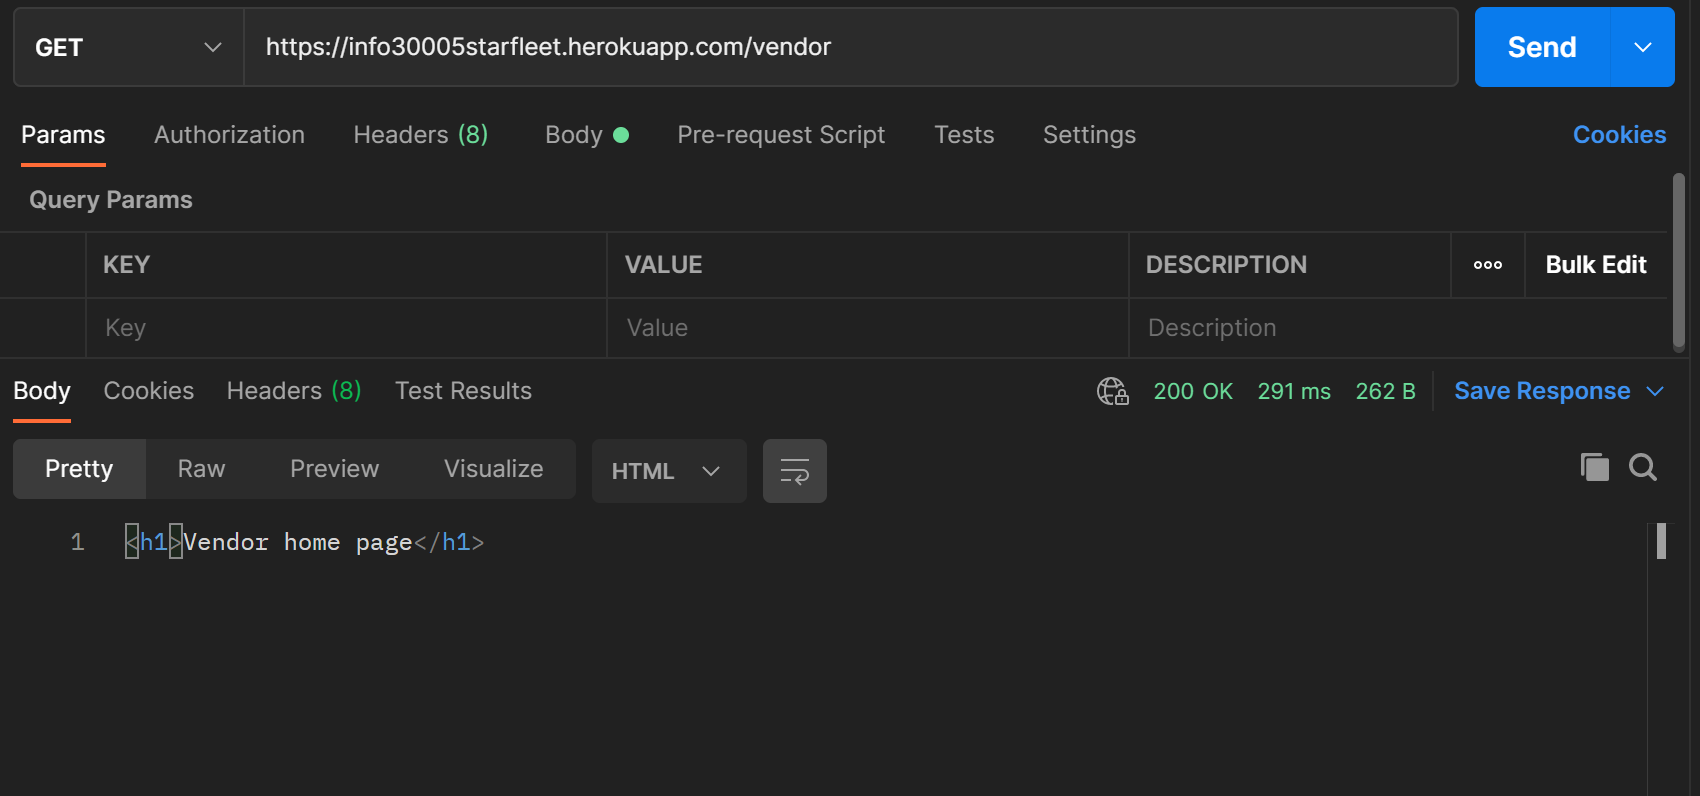 GET https://info30005starfleet.herokuapp.com/vendor Send
Params Authorization Headers (8) Body Pre-request Script Tests Settings Cookies
Query Params
KEY VALUE DESCRIPTION ooo Bulk Edit
Key Value Description
Body Cookies Headers (8) Test Results 200 OK 291 ms 262 B Save Response
Pretty Raw Preview Visualize HTML
1 <h1>Vendor home page</h1>